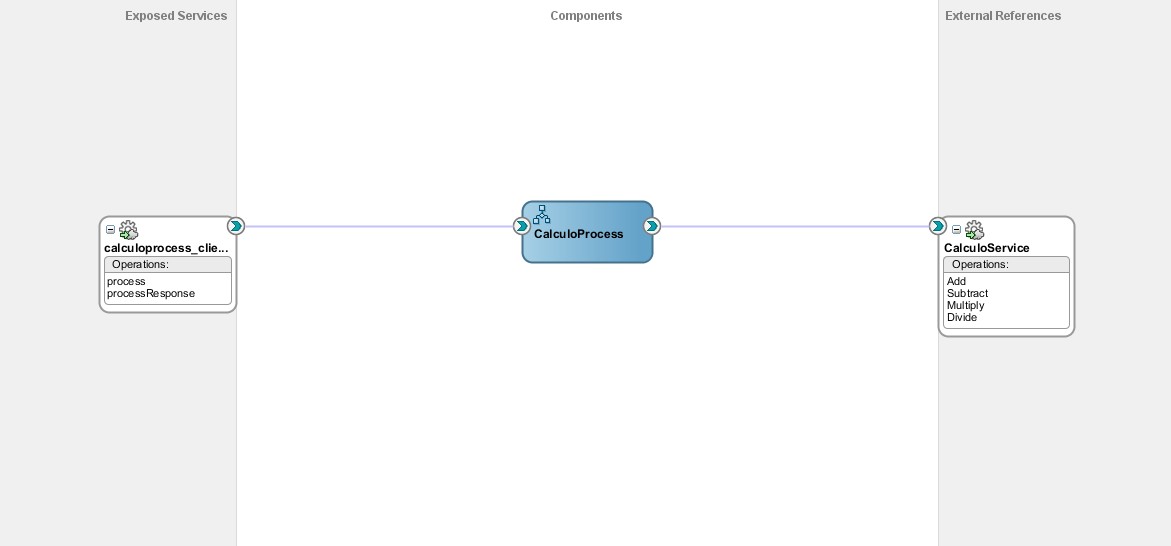 Exposed Services
Components
External References
calculoprocess_clie...
Operations:
process
processResponse
CalculoProcess
CalculoService
Operations:
Add
Subtract
Multiply
Divide